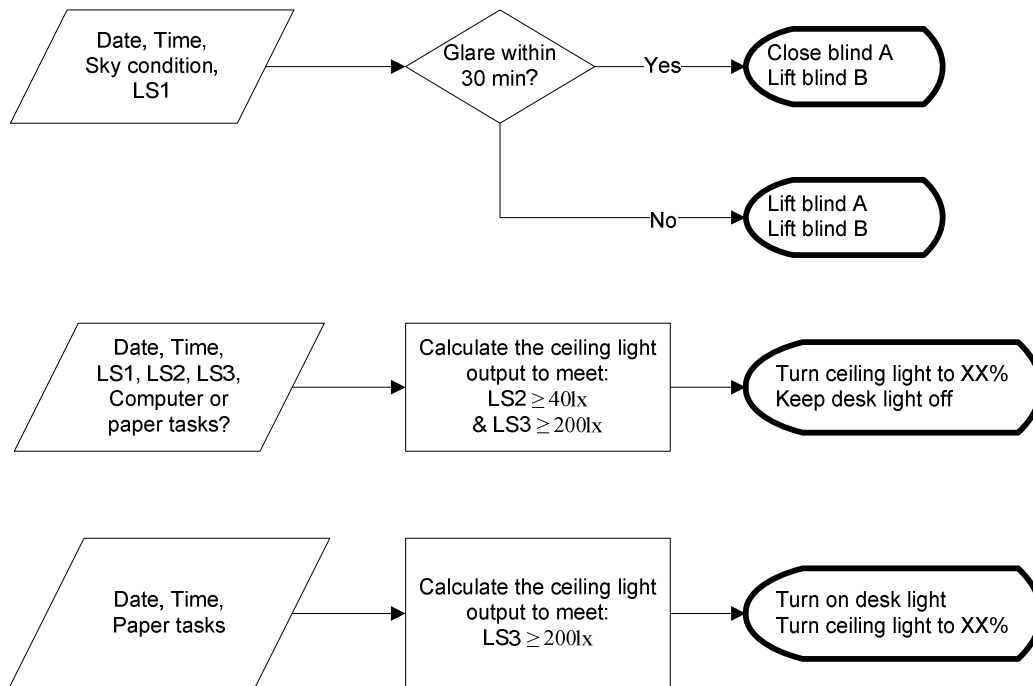 Date, Time,
Sky condition,
LS1
Glare within
30 min?
Yes
Close blind A
Lift blind B
No
Lift blind A
Lift blind B
Date, Time,
LS1, LS2, LS3,
Computer or
paper tasks?
Calculate the ceiling light
output to meet:
LS2 ≥ 40lx
& LS3 ≥ 200lx
Turn ceiling light to XX%
Keep desk light off
Date, Time,
Paper tasks
Calculate the ceiling light
output to meet:
LS3 ≥ 200lx
Turn on desk light
Turn ceiling light to XX%